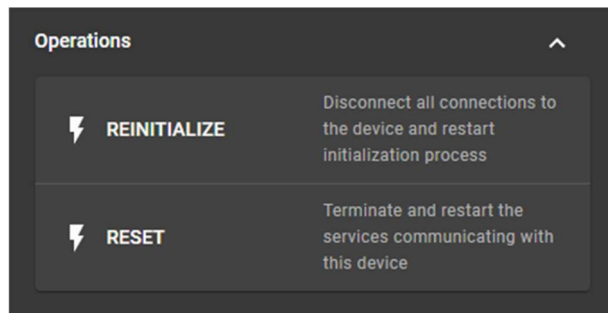 Operations
REINITIALIZE
Disconnect all connections to
the device and restart
initialization process
RESET
Terminate and restart the
services communicating with
this device